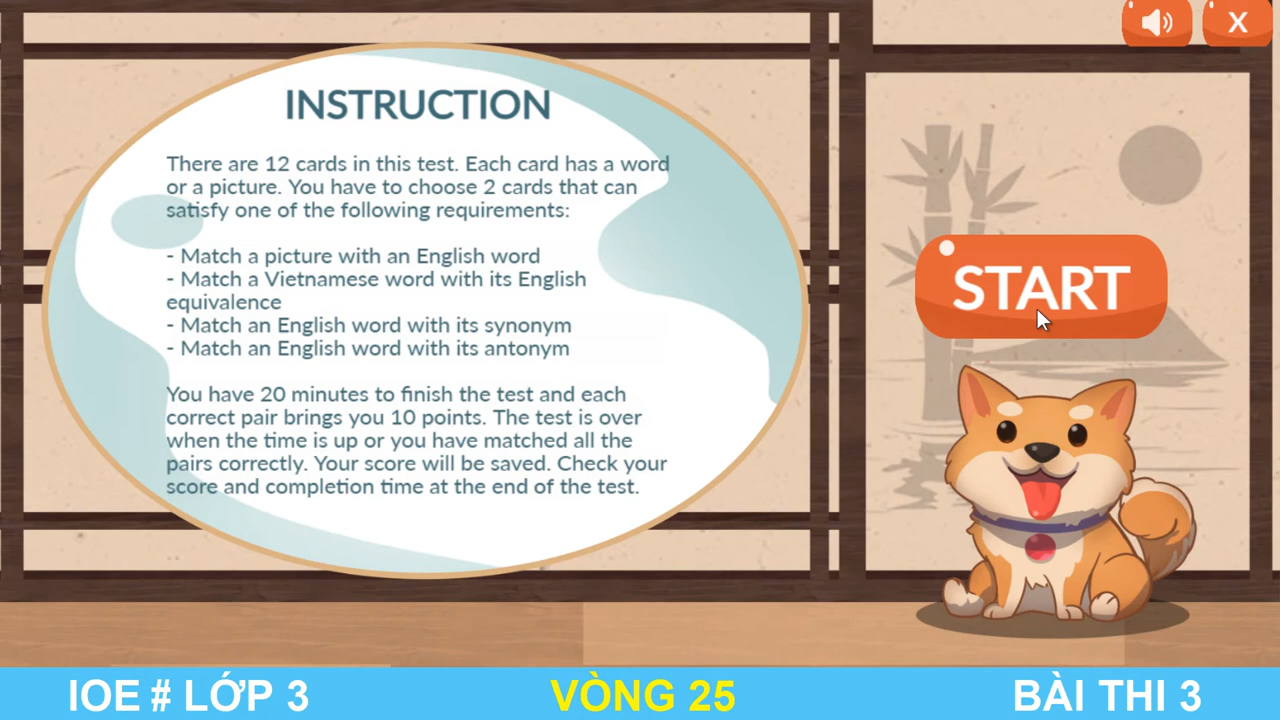 X
INSTRUCTION
There are 12 cards in this test. Each card has a word
or a picture. You have to choose 2 cards that can
satisfy one of the following requirements:
- Match a picture with an English word
- Match a Vietnamese word with its English
equivalence
- Match an English word with its synonym
- Match an English word with its antonym
You have 20 minutes to finish the test and each
correct pair brings you 10 points. The test is over
when the time is up or you have matched all the
pairs correctly. Your score will be saved. Check your
score and completion time at the end of the test.
START
IOE # LỚP 3
VÒNG 25
BÀI THI 3